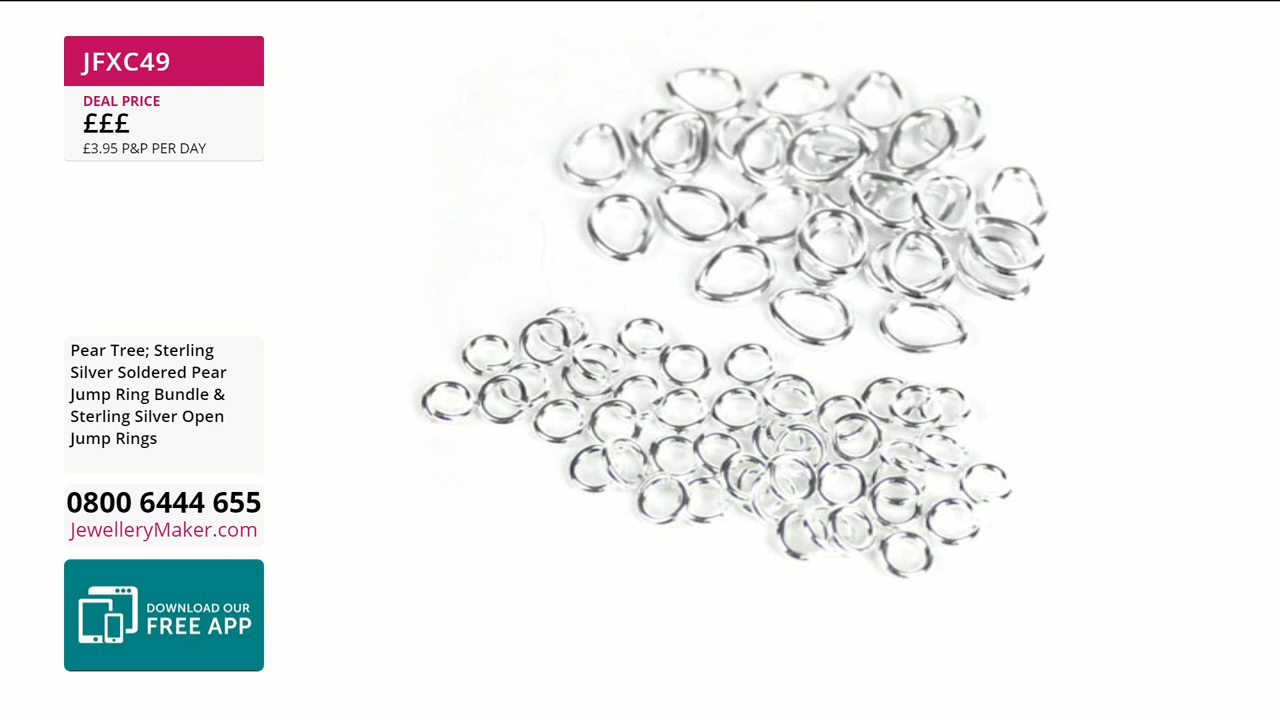 JFXC49
DEAL PRICE
£££
£3.95 P&P PER DAY
Pear Tree; Sterling
Silver Soldered Pear
Jump Ring Bundle &
Sterling Silver Open
Jump Rings
0800 6444 655
JewelleryMaker.com
DOWNLOAD OUR
FREE APP